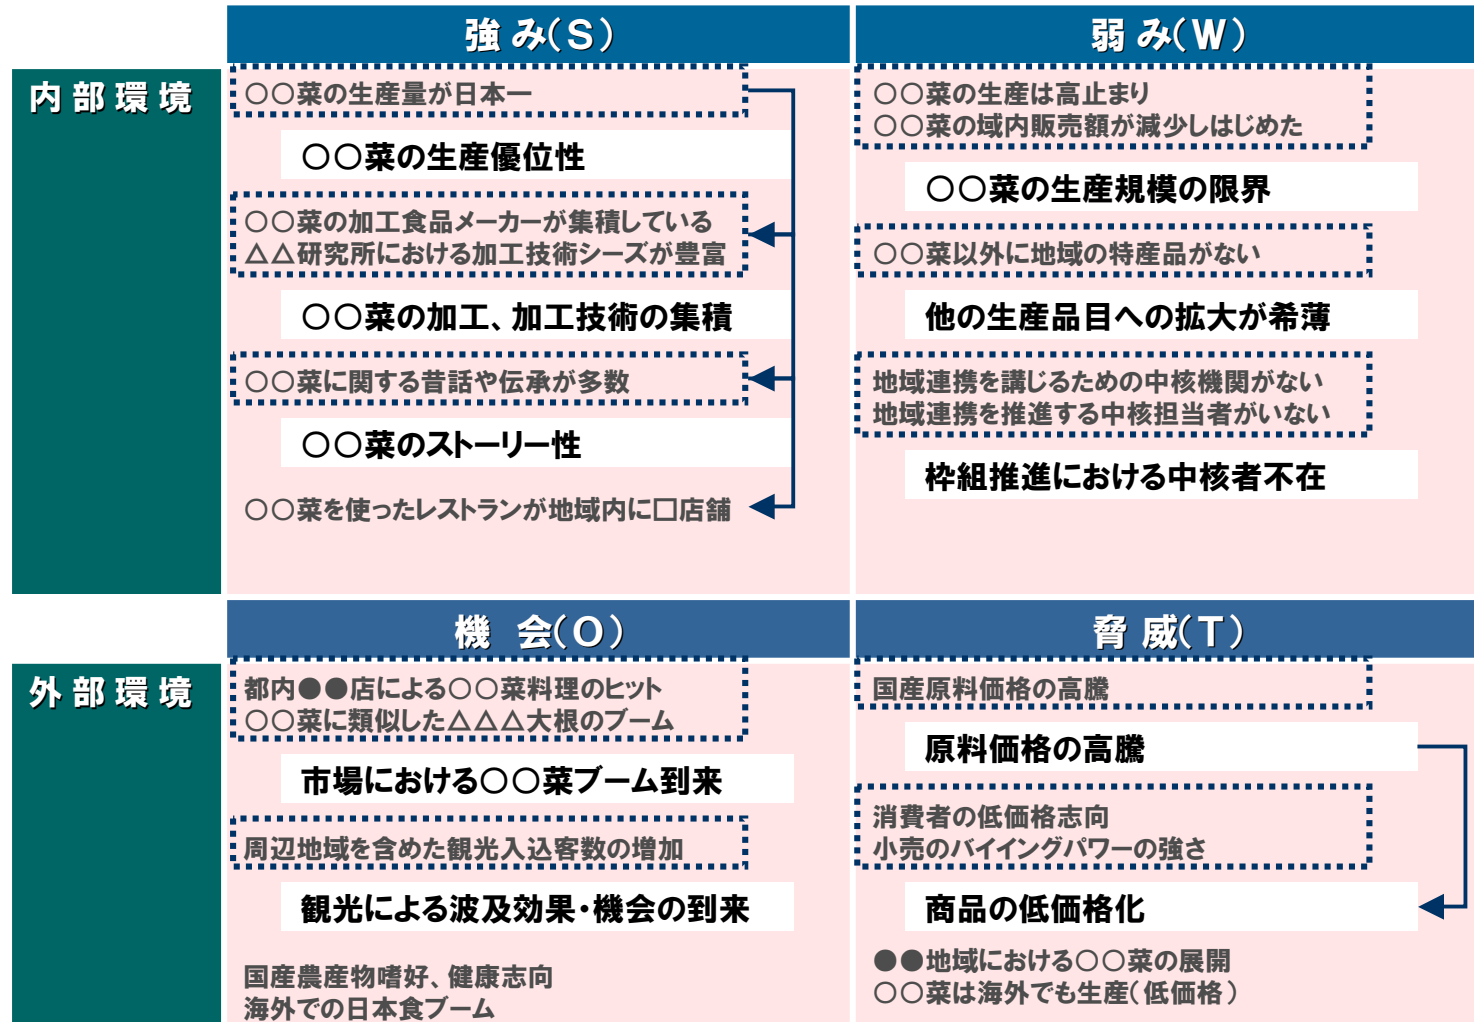 強み(S)
弱み(W)
内部環境
○○菜の生産量が日本一
○○菜の生産優位性
○○菜の加工食品メーカーが集積している
△△研究所における加工技術シーズが豊富
○○菜の加工、加工技術の集積
○○菜に関する昔話や伝承が多数
○○菜のストーリー性
○○菜を使ったレストランが地域内に□店舗
○○菜の生産は高止まり
○○菜の域内販売額が減少しはじめた
○○菜の生産規模の限界
○○菜以外に地域の特産品がない
他の生産品目への拡大が希薄
地域連携を講じるための中核機関がない
地域連携を推進する中核担当者がいない
枠組推進における中核者不在
機 会(O)
脅威(T)
外部環境
都内●●店による○○菜料理のヒット
○○菜に類似した△△△大根のブーム
市場における○○菜ブーム到来
周辺地域を含めた観光入込客数の増加
観光による波及効果・機会の到来
国産農産物嗜好、健康志向
海外での日本食ブーム
国産原料価格の高騰
原料価格の高騰
消費者の低価格志向
小売のバイイングパワーの強さ
商品の低価格化
●●地域における○○菜の展開
○○菜は海外でも生産(低価格)